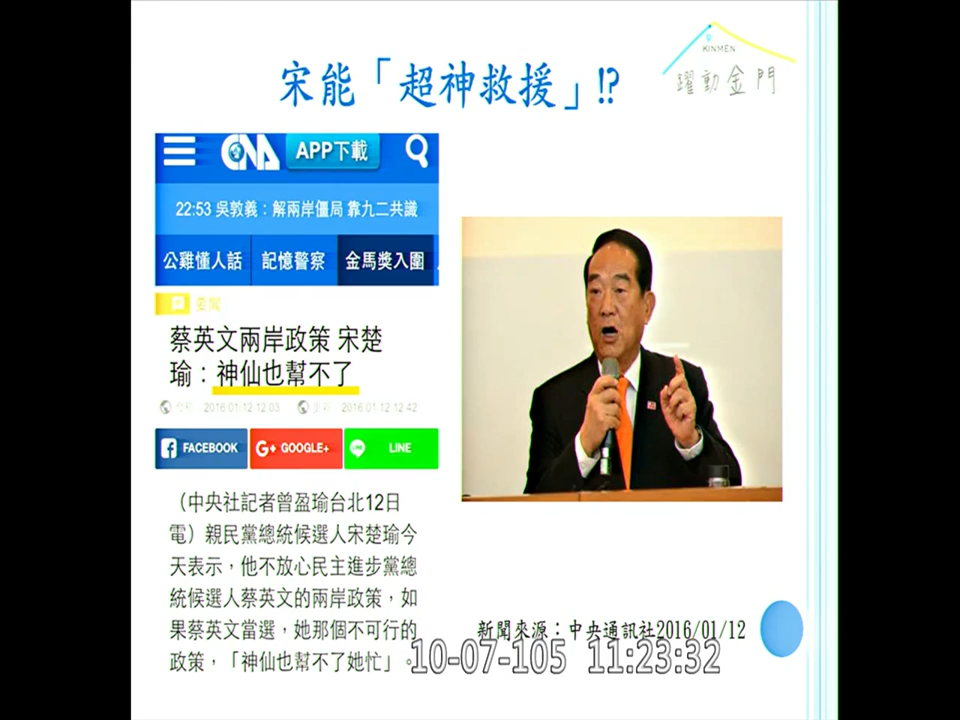 KINMEN
躍動金門
宋能「超神救援」!?
CNA APP下載
22:53 吳敦義：解兩岸僵局 靠九二共識
公雞懂人話 記憶警察 金馬獎入圍
要聞
蔡英文兩岸政策 宋楚
瑜：神仙也幫不了
發稿 2016/01/12 12:03 更新 2016/01/12 12:42
FACEBOOK G+ GOOGLE+ LINE LINE
（中央社記者曾盈瑜台北12日
電）親民黨總統候選人宋楚瑜今
天表示，他不放心民主進步黨總
統候選人蔡英文的兩岸政策，如
果蔡英文當選，她那個不可行的
政策，「神仙也幫不了她忙」。
新聞來源：中央通訊社2016/01/12
10-07-105 11:23:32